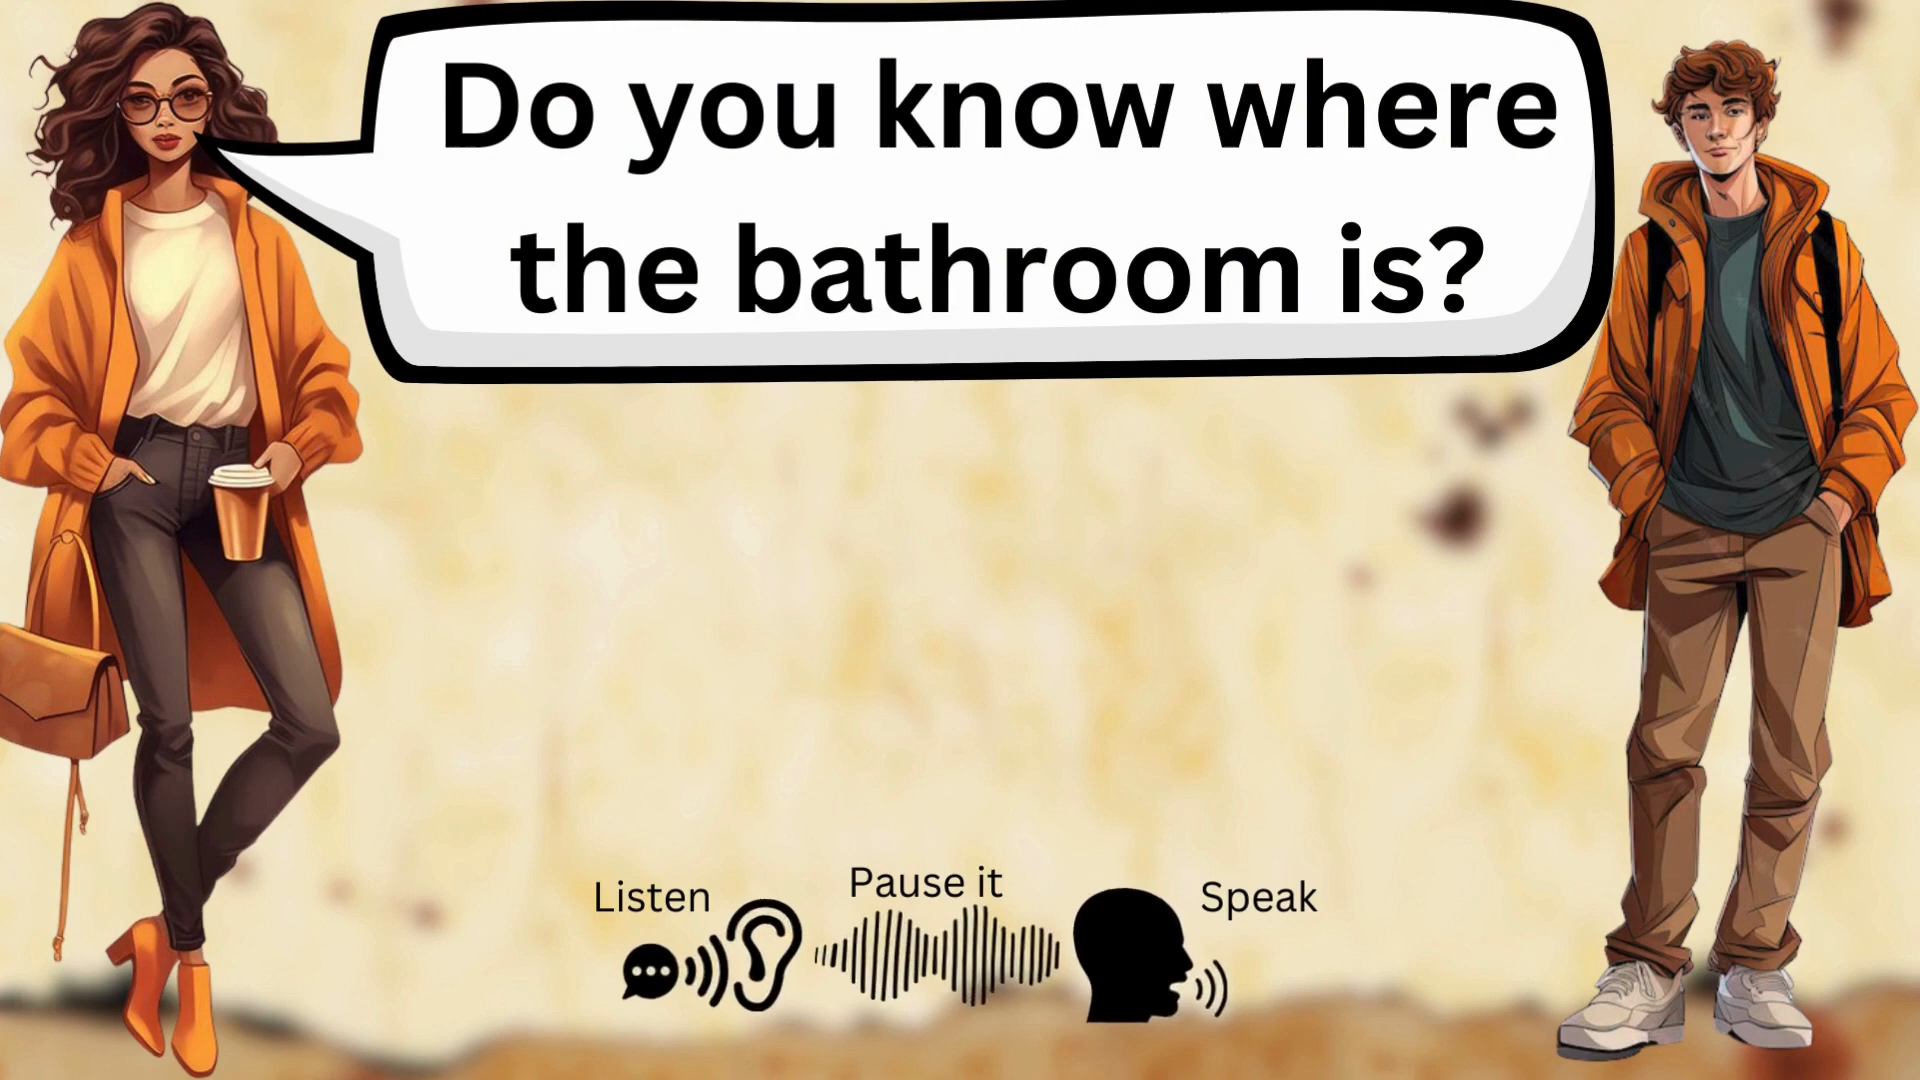 Do you know where
the bathroom is?
Listen
Pause it
Speak